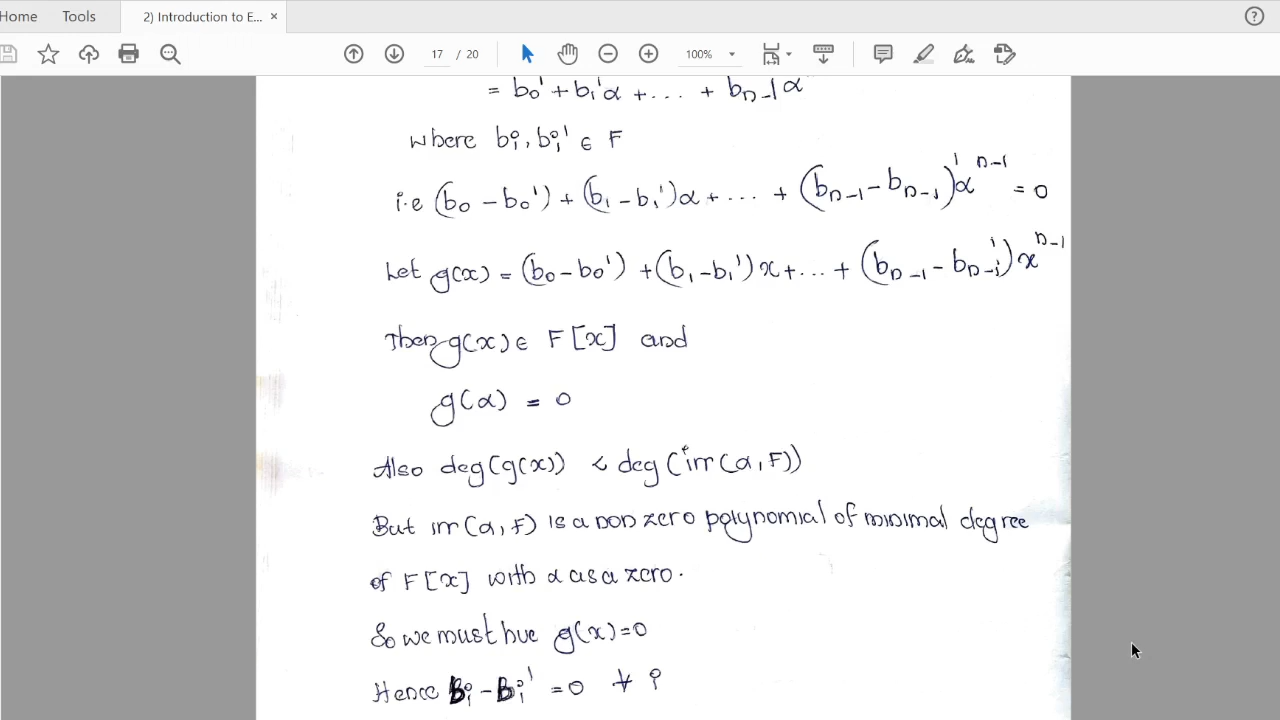 Home Tools 2) Introduction to E... ×
17 / 20 100%
= b₀' + b₁'α + ... + bₙ₋₁ α
where bᵢ, bᵢ' ∈ F
i.e (b₀ - b₀') + (b₁ - b₁')α + .... + (bₙ₋₁ - bₙ₋₁')αⁿ⁻¹ = 0
Let g(x) = (b₀ - b₀') + (b₁ - b₁')x + ... + (bₙ₋₁ - bₙ₋₁')xⁿ⁻¹
Then g(x) ∈ F[x] and
g(α) = 0
Also deg(g(x)) < deg(irr(α, F))
But irr(α, F) is a non zero polynomial of minimal degree
of F[x] with α as a zero.
So we must hve g(x) = 0
Hence bᵢ - bᵢ' = 0 ∀ i